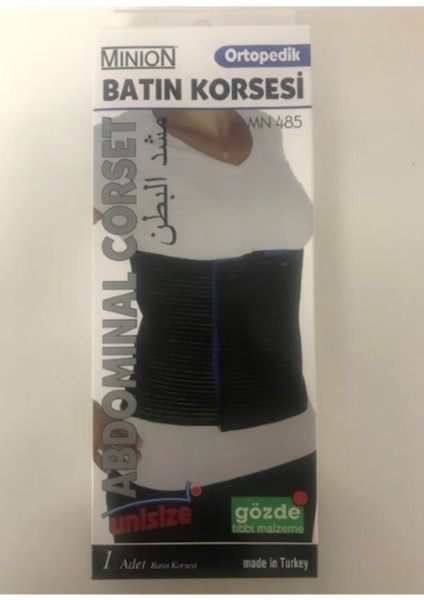 MINION
Ortopedik
BATIN KORSESİ
MN 485
ABDOMINAL CORSET
مشد البطن
unisize
gözde
tıbbi malzeme
1 Adet Batın Korsesi
made in Turkey